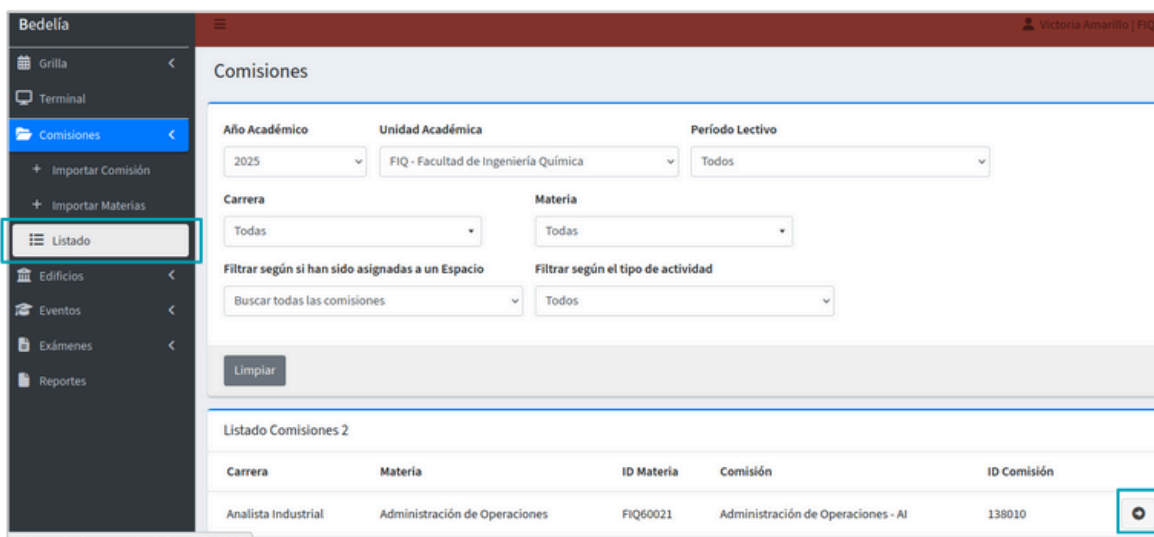 Bedelía
Victoria Amarillo | FIQ
Grilla
Terminal
Comisiones
Importar Comisión
Importar Materias
Listado
Edificios
Eventos
Exámenes
Reportes
Comisiones
Año Académico Unidad Académica Período Lectivo
2025 FIQ - Facultad de Ingeniería Química Todos
Carrera Materia
Todas Todas
Filtrar según si han sido asignadas a un Espacio Filtrar según el tipo de actividad
Buscar todas las comisiones Todos
Limpiar
Listado Comisiones 2
Carrera Materia ID Materia Comisión ID Comisión
Analista Industrial Administración de Operaciones FIQ60021 Administración de Operaciones - AI 138010